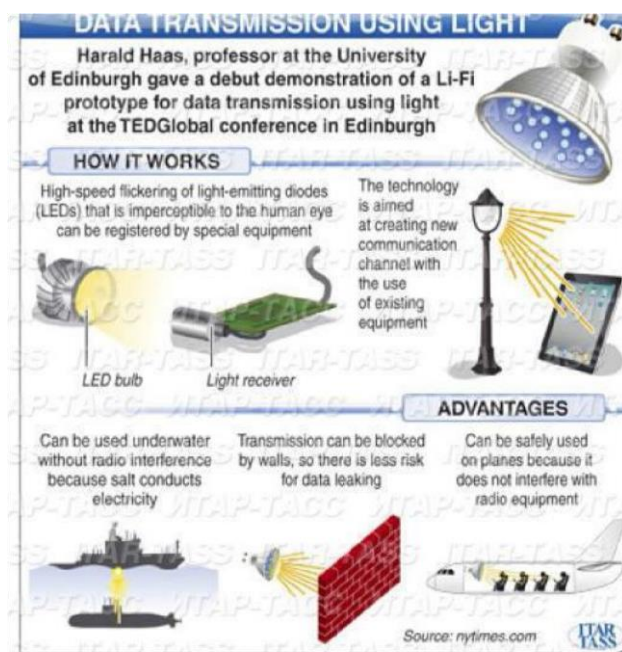 DATA TRANSMISSION USING LIGHT
Harald Haas, professor at the University
of Edinburgh gave a debut demonstration of a Li-Fi
prototype for data transmission using light
at the TEDGlobal conference in Edinburgh
HOW IT WORKS
High-speed flickering of light-emitting diodes
(LEDs) that is imperceptible to the human eye
can be registered by special equipment
LED bulb
Light receiver
The technology
is aimed
at creating new
communication
channel with
the use
of existing
equipment
ADVANTAGES
Can be used underwater
without radio interference
because salt conducts
electricity
Transmission can be blocked
by walls, so there is less risk
for data leaking
Can be safely used
on planes because it
does not interfere with
radio equipment
Source: nytimes.com
ITAR
TASS